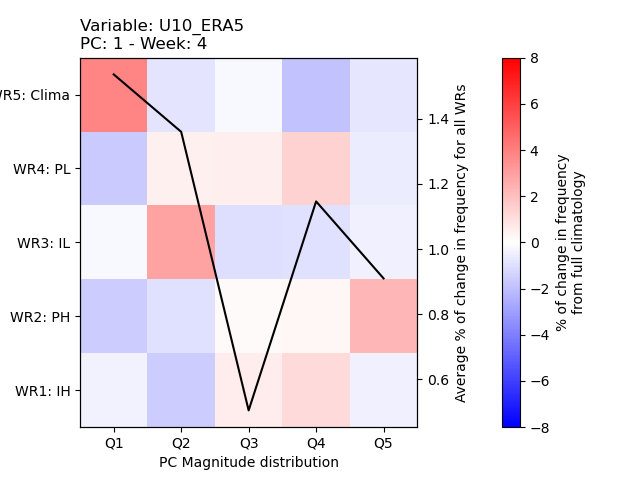 Variable: U10_ERA5
PC: 1 - Week: 4
WR5: Clima
WR4: PL
WR3: IL
WR2: PH
WR1: IH
Q1 Q2 Q3 Q4 Q5
PC Magnitude distribution
1.4
1.2
1.0
0.8
0.6
Average % of change in frequency for all WRs
8
6
4
2
0
−2
−4
−6
−8
% of change in frequency
from full climatology